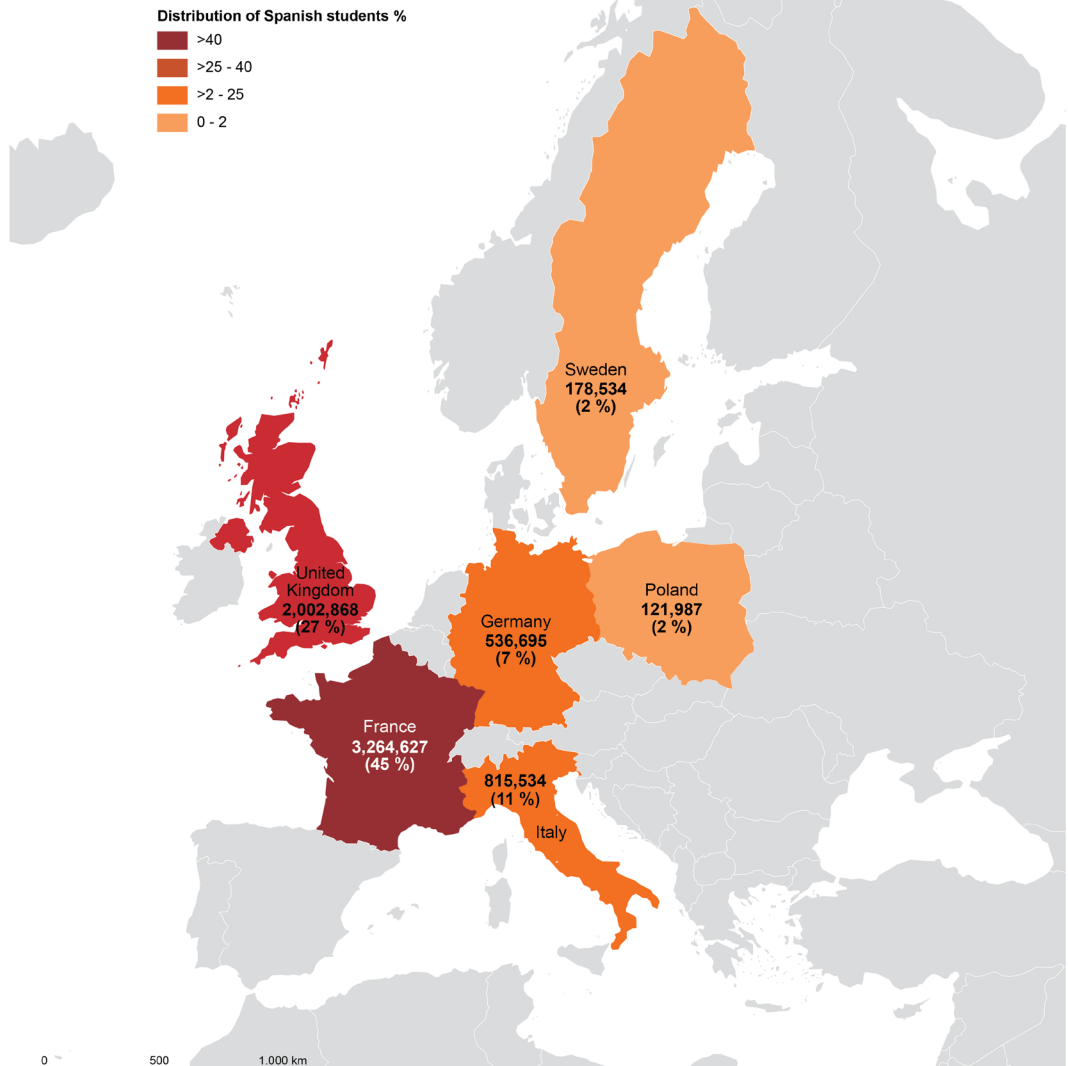 Distribution of Spanish students %
>40
>25 - 40
>2 - 25
0 - 2
Sweden
178,534
(2 %)
United
Kingdom
2,002,868
(27 %)
Poland
121,987
(2 %)
Germany
536,695
(7 %)
France
3,264,627
(45 %)
815,534
(11 %)
Italy
0 500 1.000 km